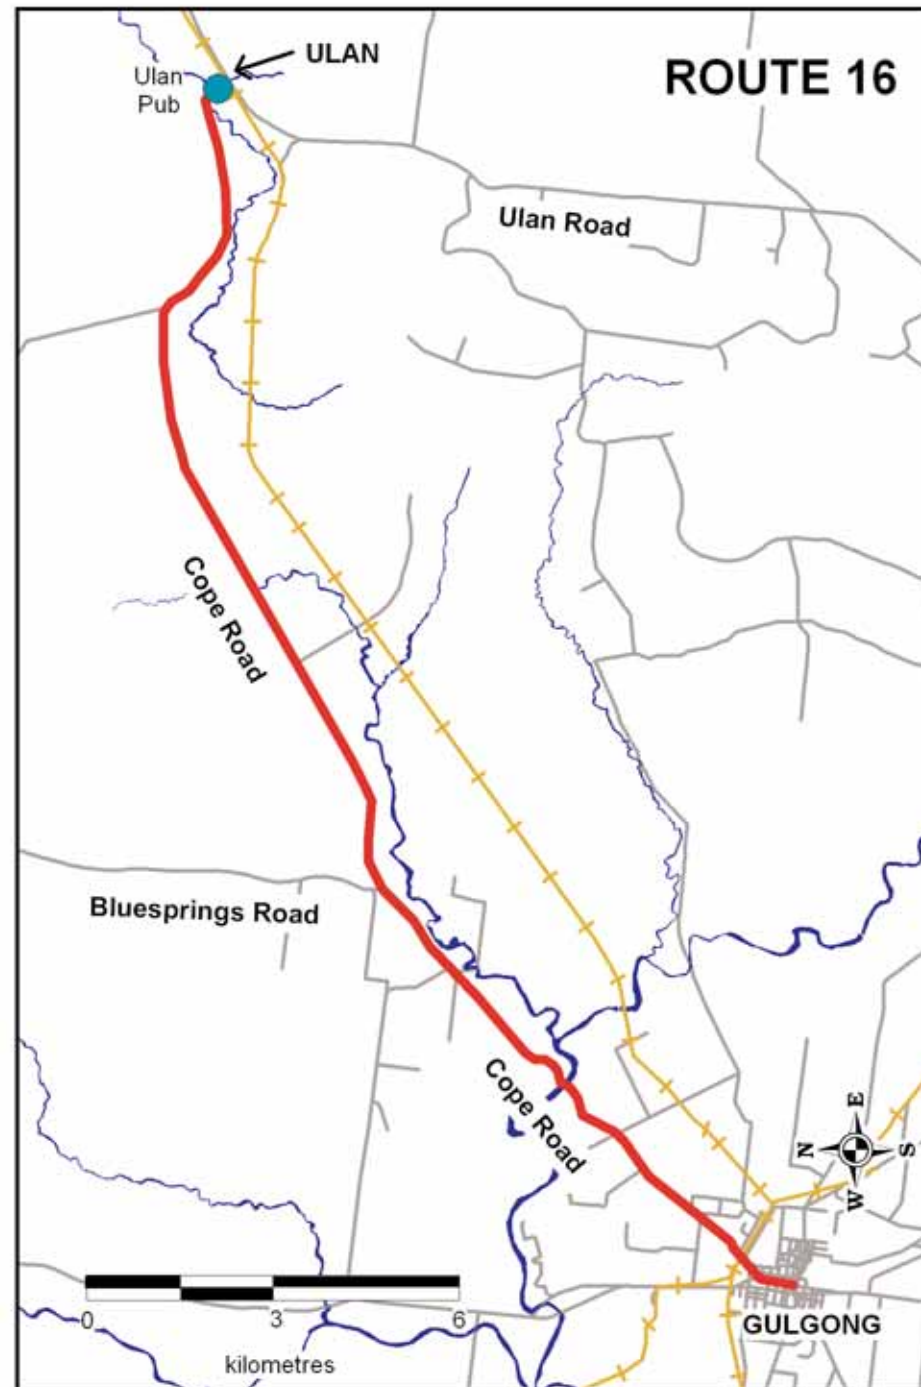 ROUTE 16
ULAN
Ulan
Pub
Ulan Road
Cope Road
Bluesprings Road
Cope Road
E
N
S
W
GULGONG
0 3 6
kilometres